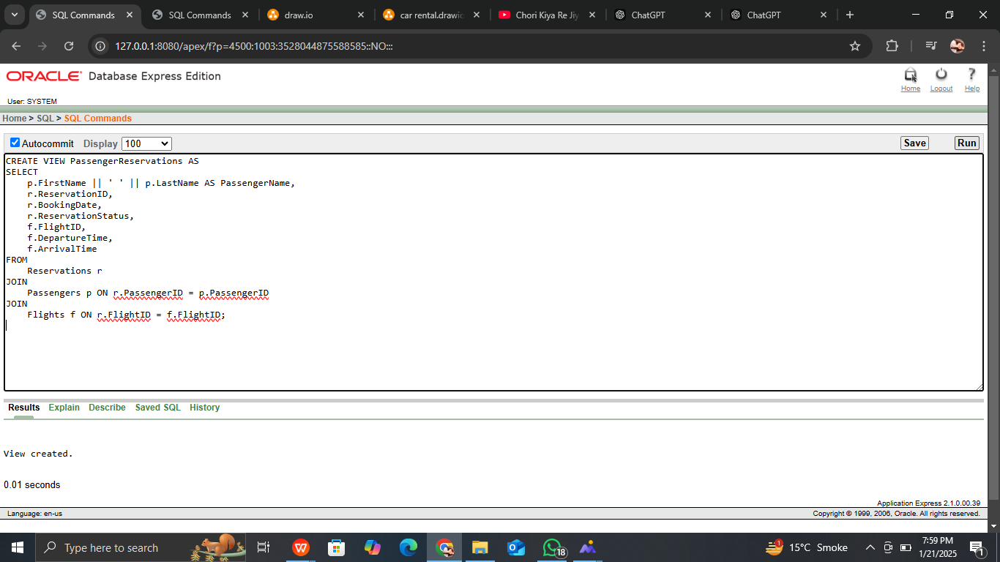 SQL Commands
SQL Commands
draw.io
car rental.drawio
Chori Kiya Re Jiy
ChatGPT
ChatGPT
127.0.0.1:8080/apex/f?p=4500:1003:3528044875588585::NO:::
ORACLE Database Express Edition
Home Logout Help
User: SYSTEM
Home > SQL > SQL Commands
Autocommit Display 100 Save Run
CREATE VIEW PassengerReservations AS
SELECT
p.FirstName || ' ' || p.LastName AS PassengerName,
r.ReservationID,
r.BookingDate,
r.ReservationStatus,
f.FlightID,
f.DepartureTime,
f.ArrivalTime
FROM
Reservations r
JOIN
Passengers p ON r.PassengerID = p.PassengerID
JOIN
Flights f ON r.FlightID = f.FlightID;
Results Explain Describe Saved SQL History
View created.
0.01 seconds
Application Express 2.1.0.00.39
Language: en-us Copyright © 1999, 2006, Oracle. All rights reserved.
Type here to search
W
18
1
15°C Smoke
7:59 PM
1/21/2025
1